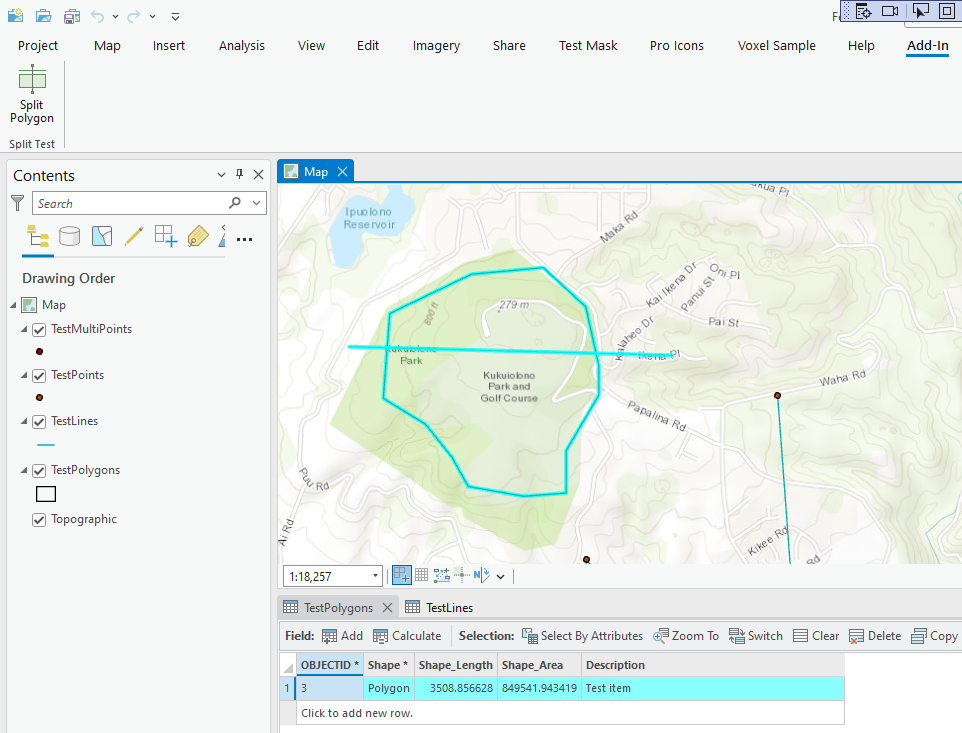 Project Map Insert Analysis View Edit Imagery Share Test Mask Pro Icons Voxel Sample Help Add-In
Split
Polygon
Split Test
Contents
Search
Drawing Order
Map
TestMultiPoints
TestPoints
TestLines
TestPolygons
Topographic
Map
Ipuolono
Reservoir
Maka Rd
Kai Ikena Dr
Oni Pl
Panui St
Pai St
Kalaheo Dr
Ikena Pl
800 ft
279 m
Kukuiolono
Park
Kukuiolono
Park and
Golf Course
Waha Rd
Papalina Rd
Puu Rd
Ai Rd
Kikee Rd
Rd
1:18,257
TestPolygons TestLines
Field: Add Calculate Selection: Select By Attributes Zoom To Switch Clear Delete Copy
OBJECTID * Shape * Shape_Length Shape_Area Description
1 3 Polygon 3508.856628 849541.943419 Test item
Click to add new row.